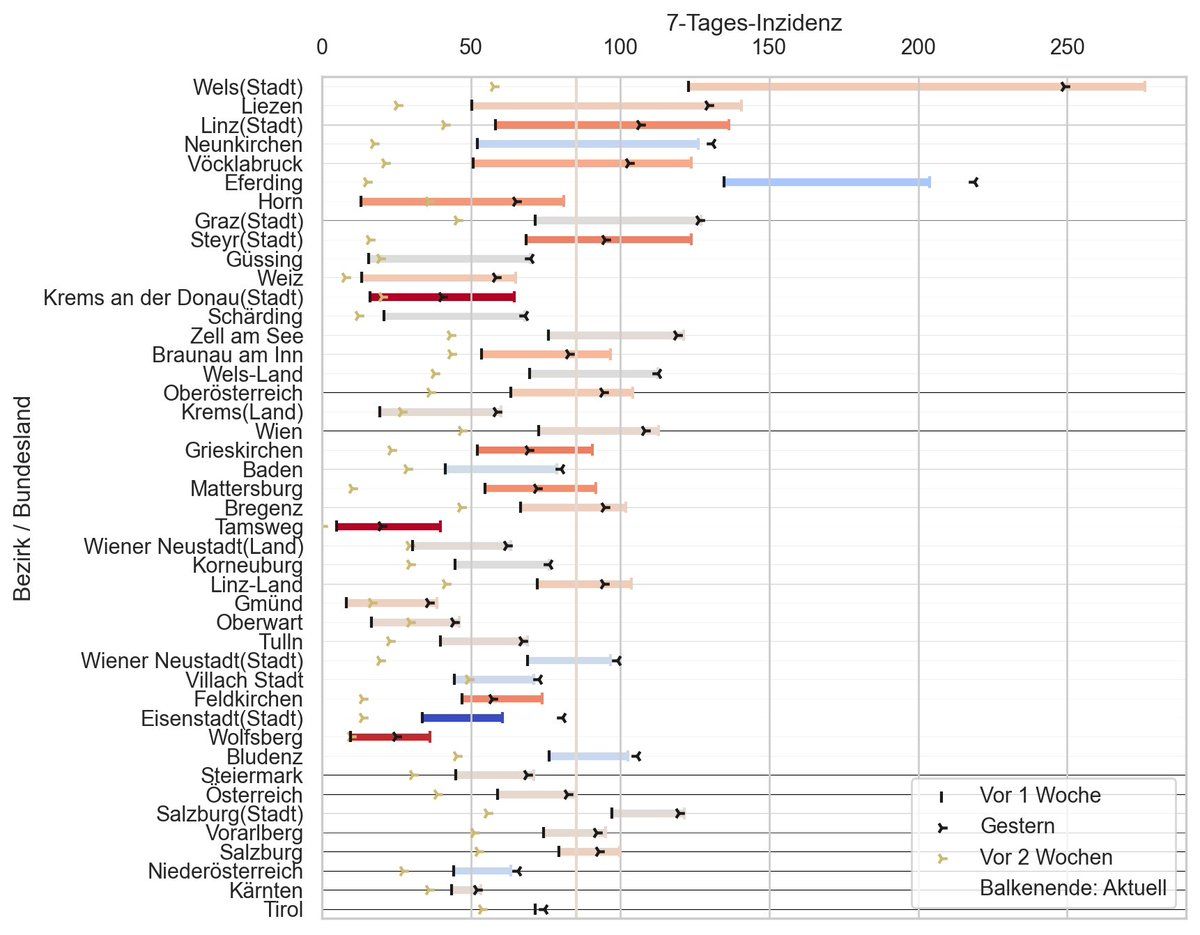 7-Tages-Inzidenz
0 50 100 150 200 250
Bezirk / Bundesland
Wels(Stadt)
Liezen
Linz(Stadt)
Neunkirchen
Vöcklabruck
Eferding
Horn
Graz(Stadt)
Steyr(Stadt)
Güssing
Weiz
Krems an der Donau(Stadt)
Schärding
Zell am See
Braunau am Inn
Wels-Land
Oberösterreich
Krems(Land)
Wien
Grieskirchen
Baden
Mattersburg
Bregenz
Tamsweg
Wiener Neustadt(Land)
Korneuburg
Linz-Land
Gmünd
Oberwart
Tulln
Wiener Neustadt(Stadt)
Villach Stadt
Feldkirchen
Eisenstadt(Stadt)
Wolfsberg
Bludenz
Steiermark
Österreich
Salzburg(Stadt)
Vorarlberg
Salzburg
Niederösterreich
Kärnten
Tirol
Vor 1 Woche
Gestern
Vor 2 Wochen
Balkenende: Aktuell